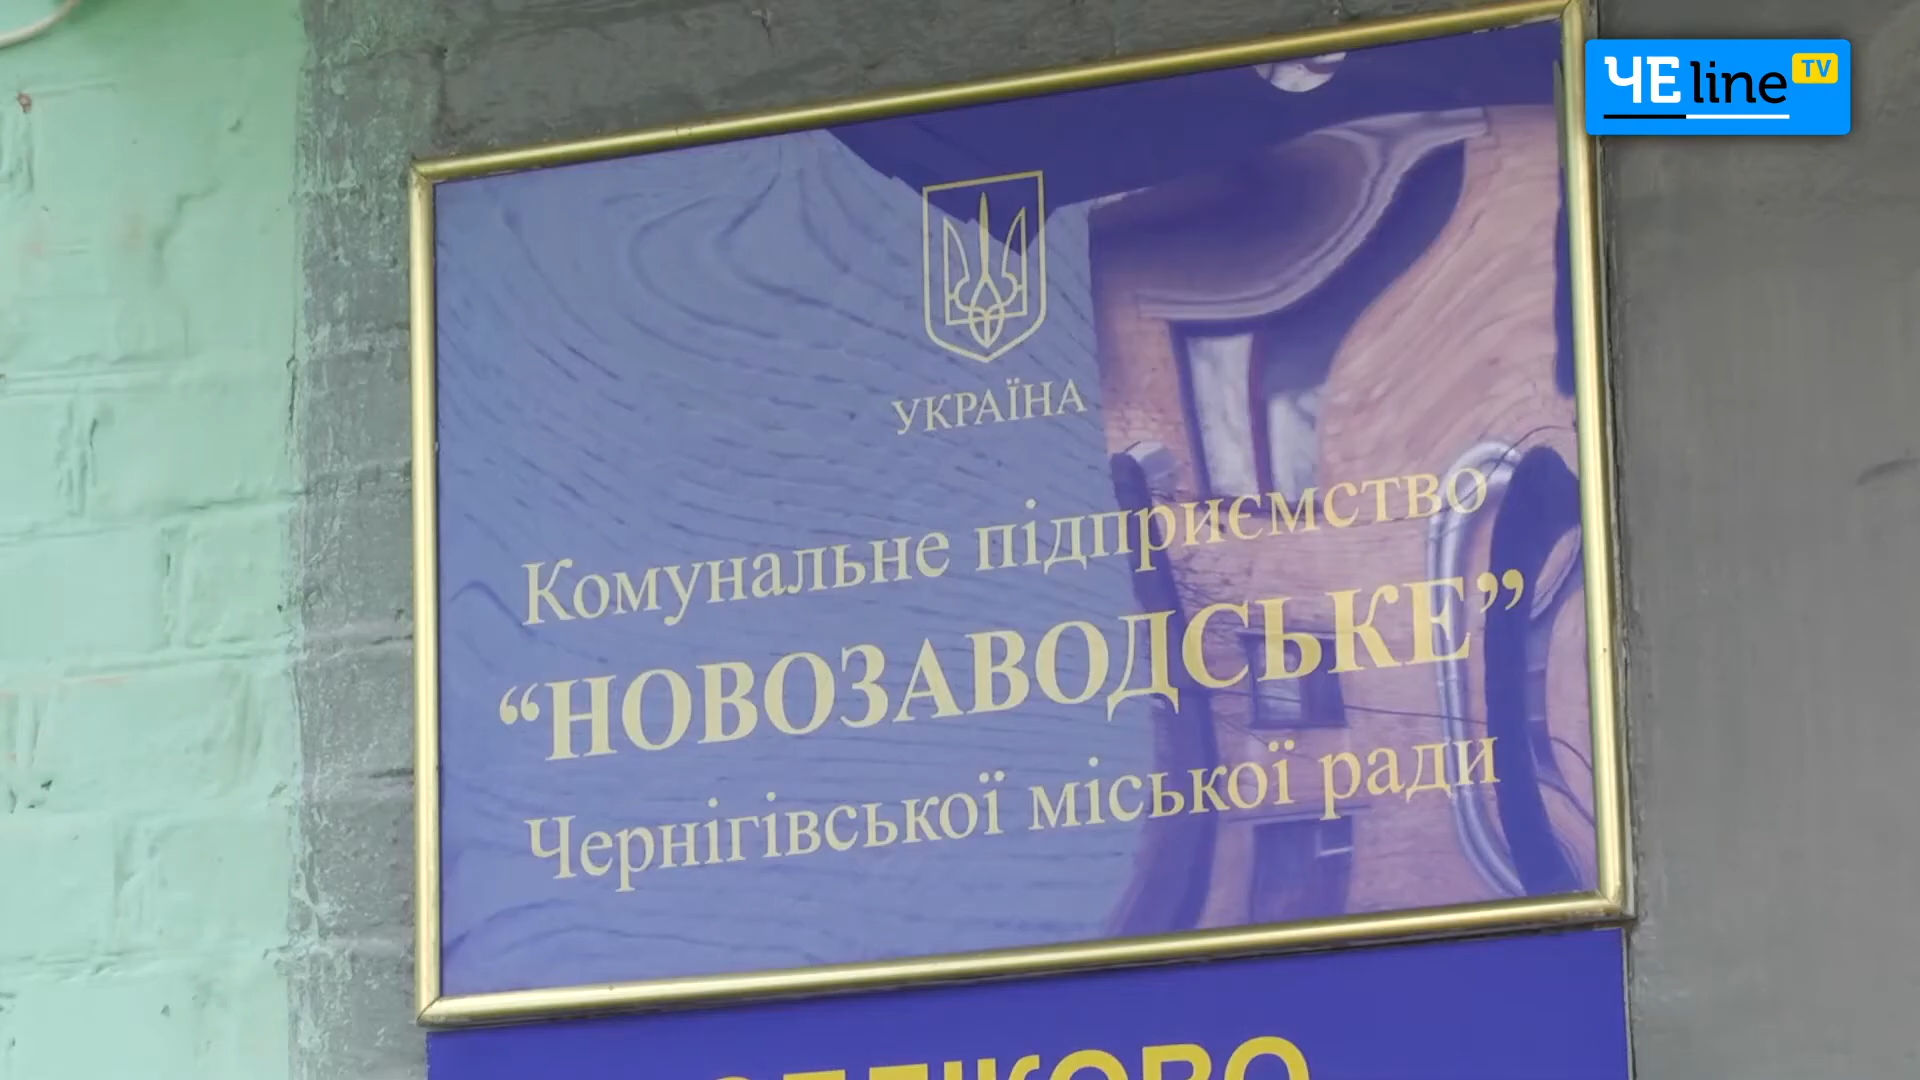 ЧЕline TV
УКРАЇНА
Комунальне підприємство
“НОВОЗАВОДСЬКЕ”
Чернігівської міської ради